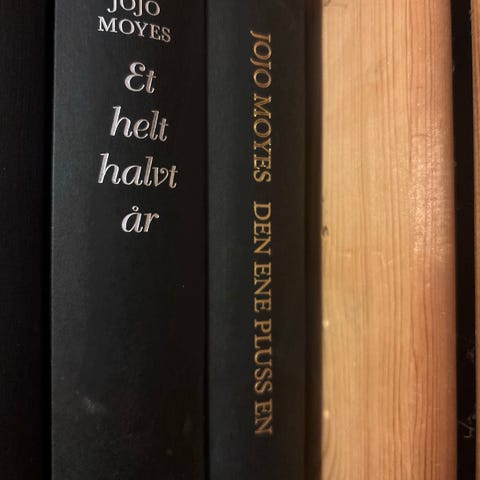 JOJO
MOYES
Et
helt
halvt
år
JOJO MOYES DEN ENE PLUSS EN